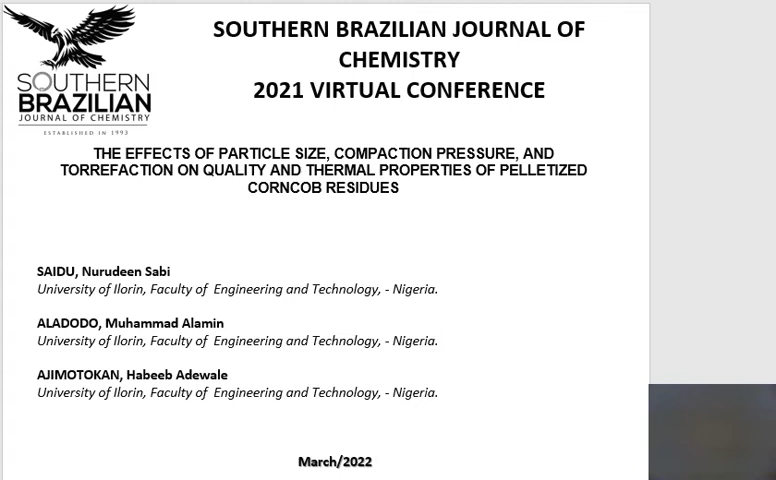 SOUTHERN BRAZILIAN JOURNAL OF
CHEMISTRY
2021 VIRTUAL CONFERENCE
SOUTHERN
BRAZILIAN
JOURNAL OF CHEMISTRY
ESTABLISHED IN 1993
THE EFFECTS OF PARTICLE SIZE, COMPACTION PRESSURE, AND
TORREFACTION ON QUALITY AND THERMAL PROPERTIES OF PELLETIZED
CORNCOB RESIDUES
SAIDU, Nurudeen Sabi
University of Ilorin, Faculty of Engineering and Technology, - Nigeria.
ALADODO, Muhammad Alamin
University of Ilorin, Faculty of Engineering and Technology, - Nigeria.
AJIMOTOKAN, Habeeb Adewale
University of Ilorin, Faculty of Engineering and Technology, - Nigeria.
March/2022